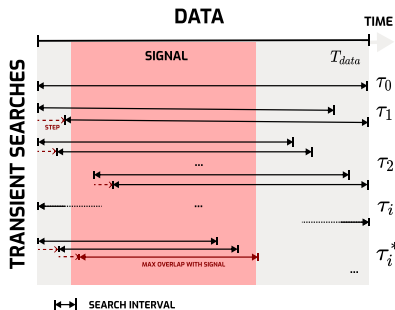 DATA
TIME
SIGNAL
T_data
TRANSIENT SEARCHES
τ_0
τ_1
STEP
...
τ_2
...
τ_i
τ_i*
MAX OVERLAP WITH SIGNAL
...
SEARCH INTERVAL